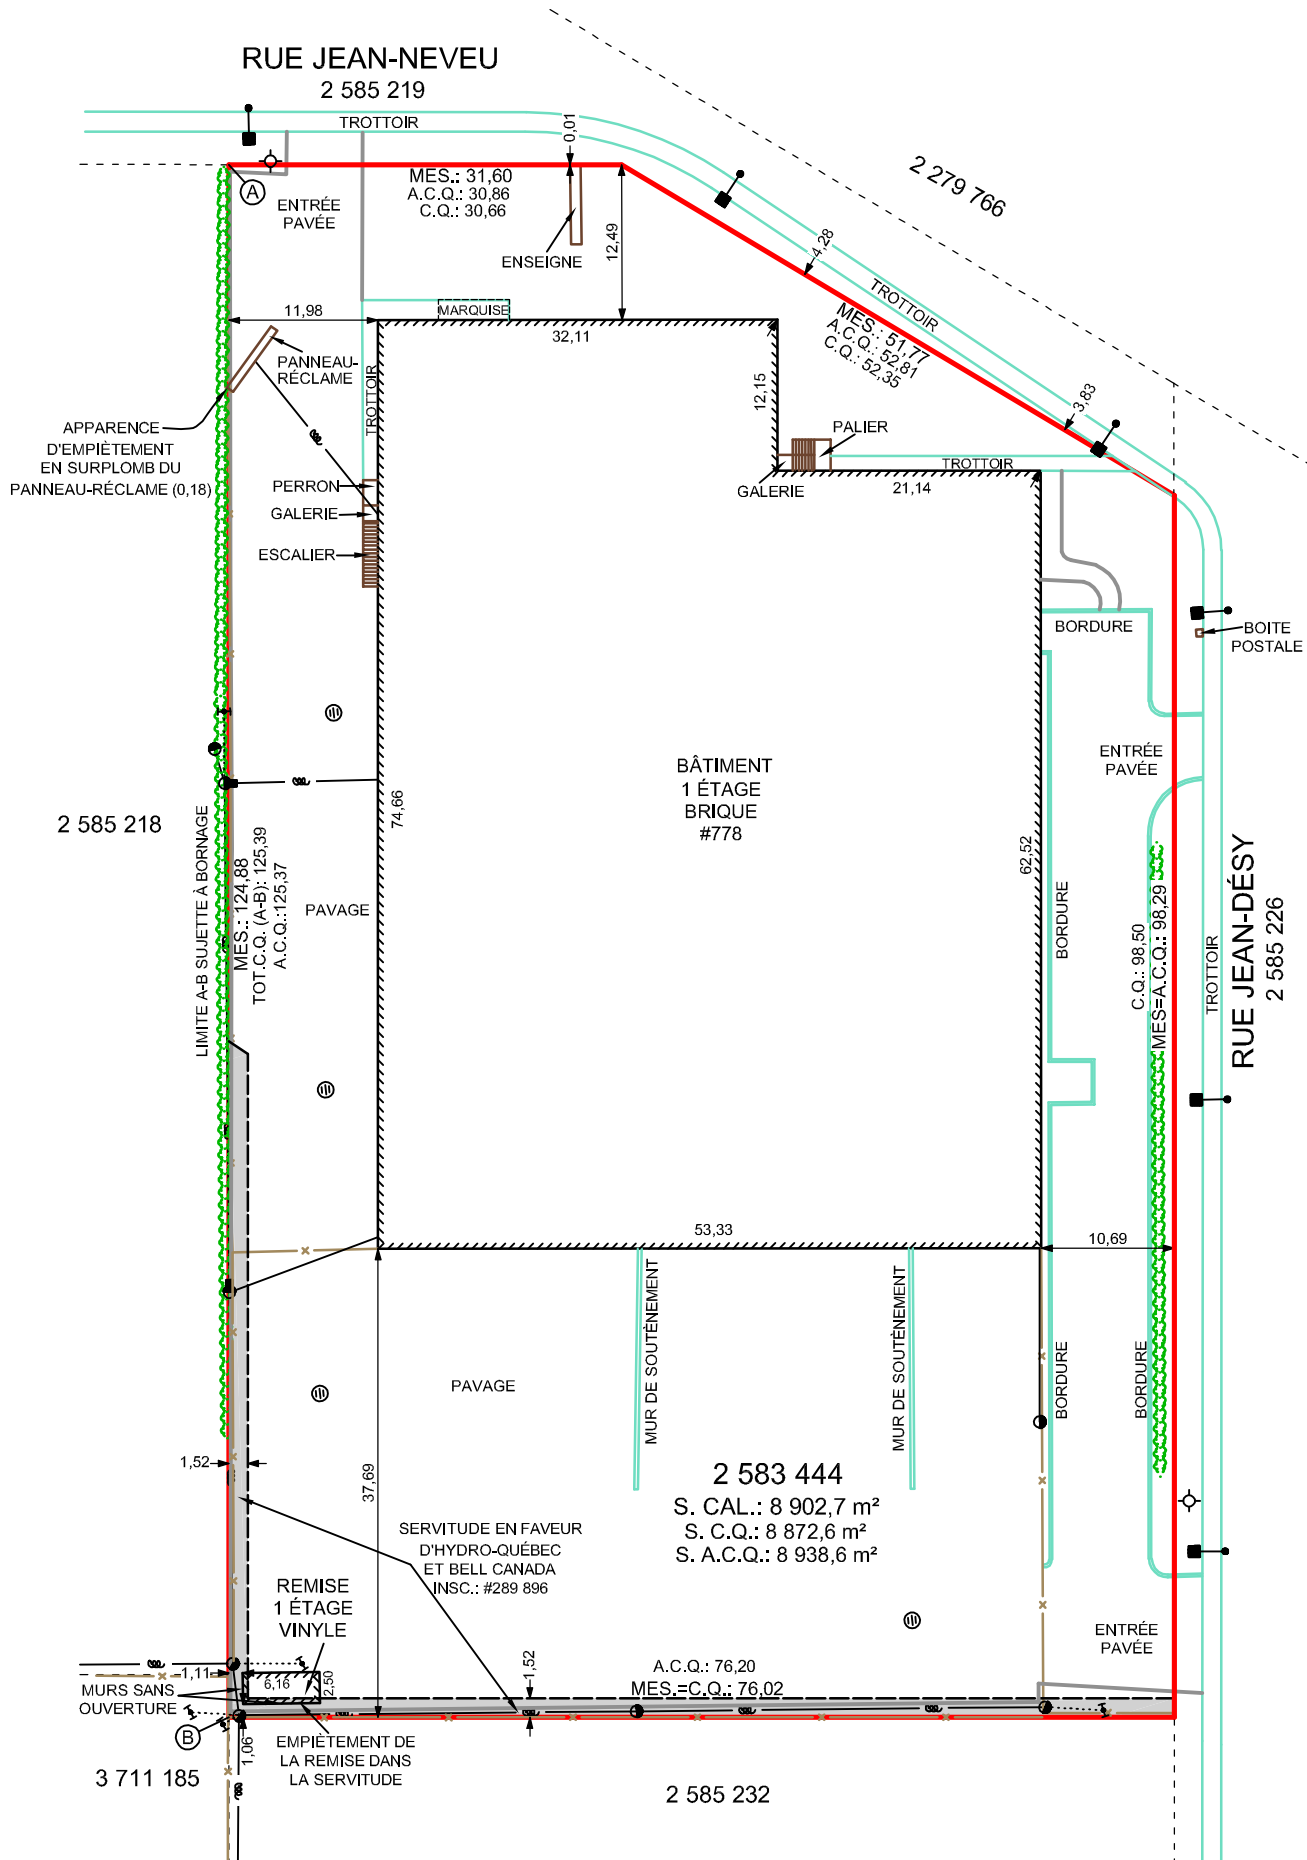 RUE JEAN-NEVEU
2 585 219
TROTTOIR
0,01
2 279 766
A
ENTRÉE
PAVÉE
MES.: 31,60
A.C.Q.: 30,86
C.Q.: 30,66
ENSEIGNE
12,49
4,28
TROTTOIR
MES.: 51,77
A.C.Q.: 52,81
C.Q.: 52,35
3,83
11,98
MARQUISE
32,11
PANNEAU-
RÉCLAME
TROTTOIR
12,15
APPARENCE
D'EMPIÈTEMENT
EN SURPLOMB DU
PANNEAU-RÉCLAME (0,18)
PALIER
GALERIE
TROTTOIR
21,14
PERRON
GALERIE
ESCALIER
BORDURE
BOITE
POSTALE
ENTRÉE
PAVÉE
BÂTIMENT
1 ÉTAGE
BRIQUE
#778
74,66
62,52
2 585 218
LIMITE A-B SUJETTE À BORNAGE
MES.: 124,88
TOT.C.Q. (A-B): 125,39
A.C.Q.:125,37
PAVAGE
BORDURE
C.Q.: 98,50
MES=A.C.Q.: 98,29
TROTTOIR
RUE JEAN-DÉSY
2 585 226
53,33
10,69
MUR DE SOUTÈNEMENT
MUR DE SOUTÈNEMENT
BORDURE
BORDURE
PAVAGE
1,52
37,69
2 583 444
S. CAL.: 8 902,7 m²
S. C.Q.: 8 872,6 m²
S. A.C.Q.: 8 938,6 m²
SERVITUDE EN FAVEUR
D'HYDRO-QUÉBEC
ET BELL CANADA
INSC.: #289 896
REMISE
1 ÉTAGE
VINYLE
ENTRÉE
PAVÉE
1,11
6,16
2,50
1,52
A.C.Q.: 76,20
MES.=C.Q.: 76,02
MURS SANS
OUVERTURE
B
1,06
EMPIÈTEMENT DE
LA REMISE DANS
LA SERVITUDE
3 711 185
2 585 232